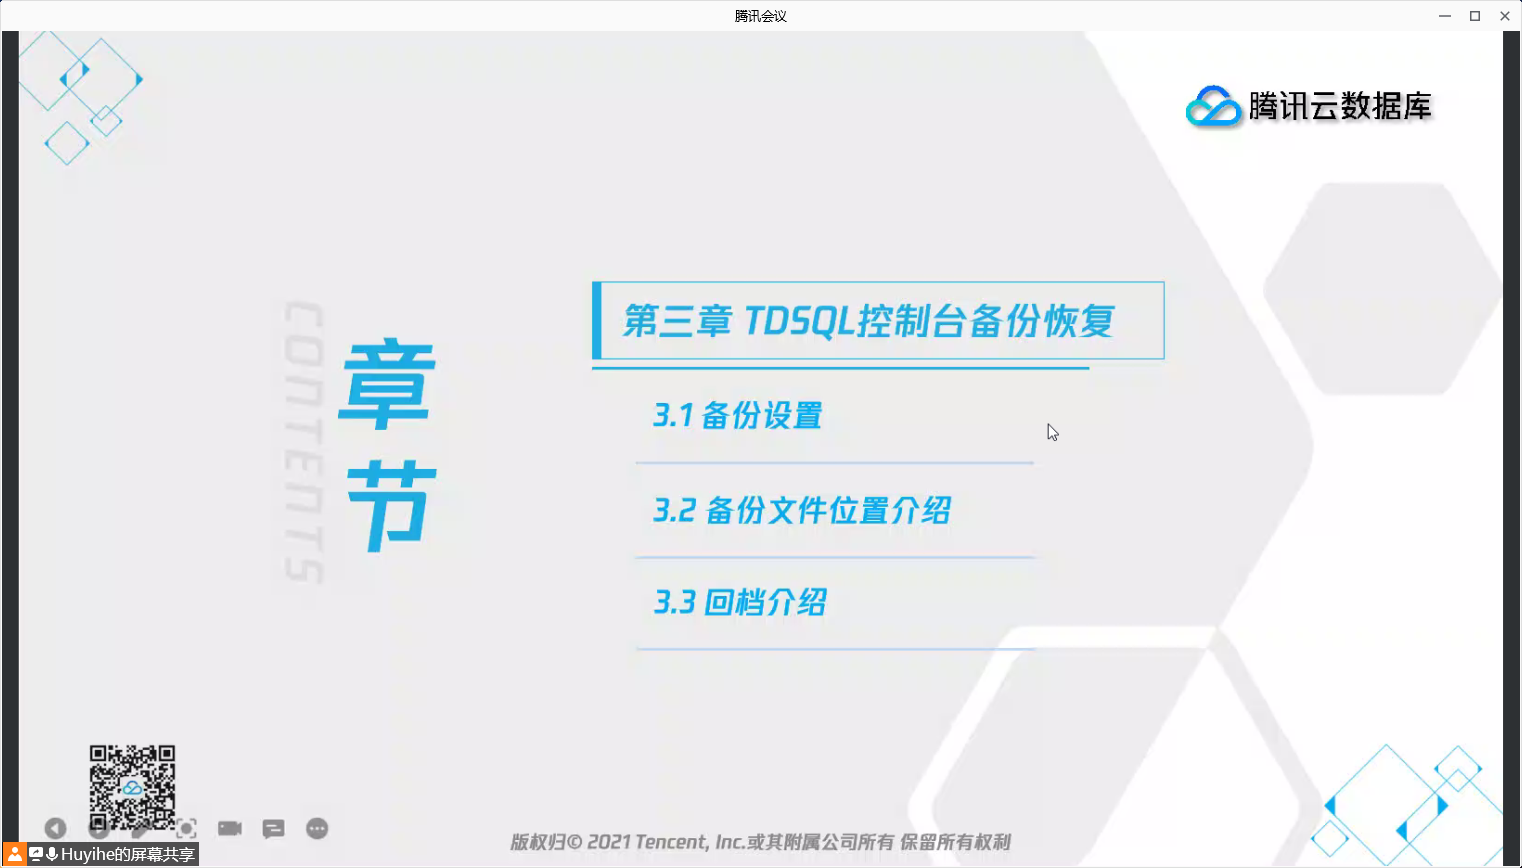 腾讯会议
腾讯云数据库
CONTENTS
章
节
第三章 TDSQL控制台备份恢复
3.1 备份设置
3.2 备份文件位置介绍
3.3 回档介绍
版权归© 2021 Tencent, Inc.或其附属公司所有 保留所有权利
Huyihe的屏幕共享